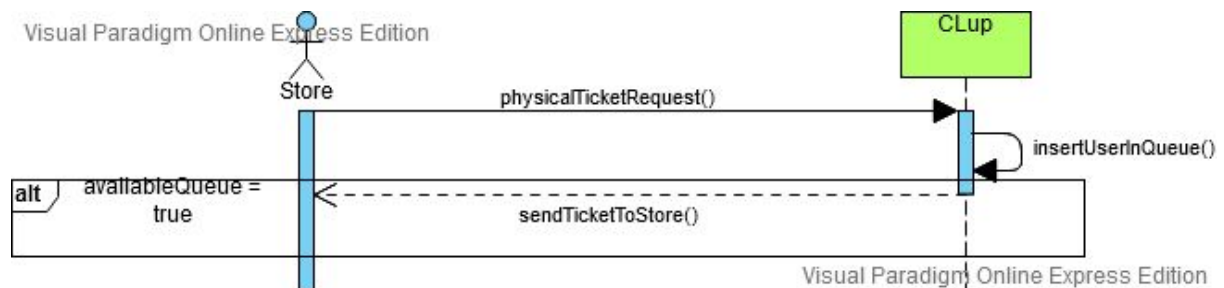 Visual Paradigm Online Express Edition
CLup
Store
physicalTicketRequest()
insertUserInQueue()
alt
availableQueue =
true
sendTicketToStore()
Visual Paradigm Online Express Edition